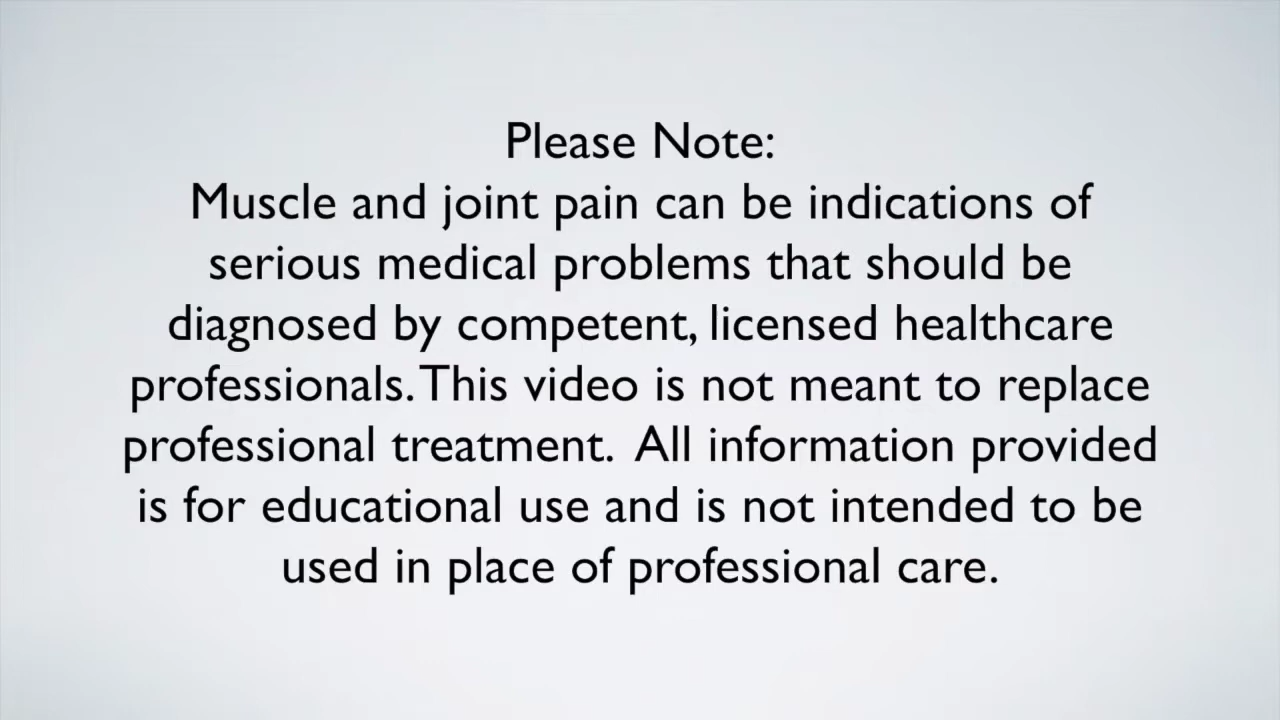 Please Note:
Muscle and joint pain can be indications of
serious medical problems that should be
diagnosed by competent, licensed healthcare
professionals. This video is not meant to replace
professional treatment.  All information provided
is for educational use and is not intended to be
used in place of professional care.